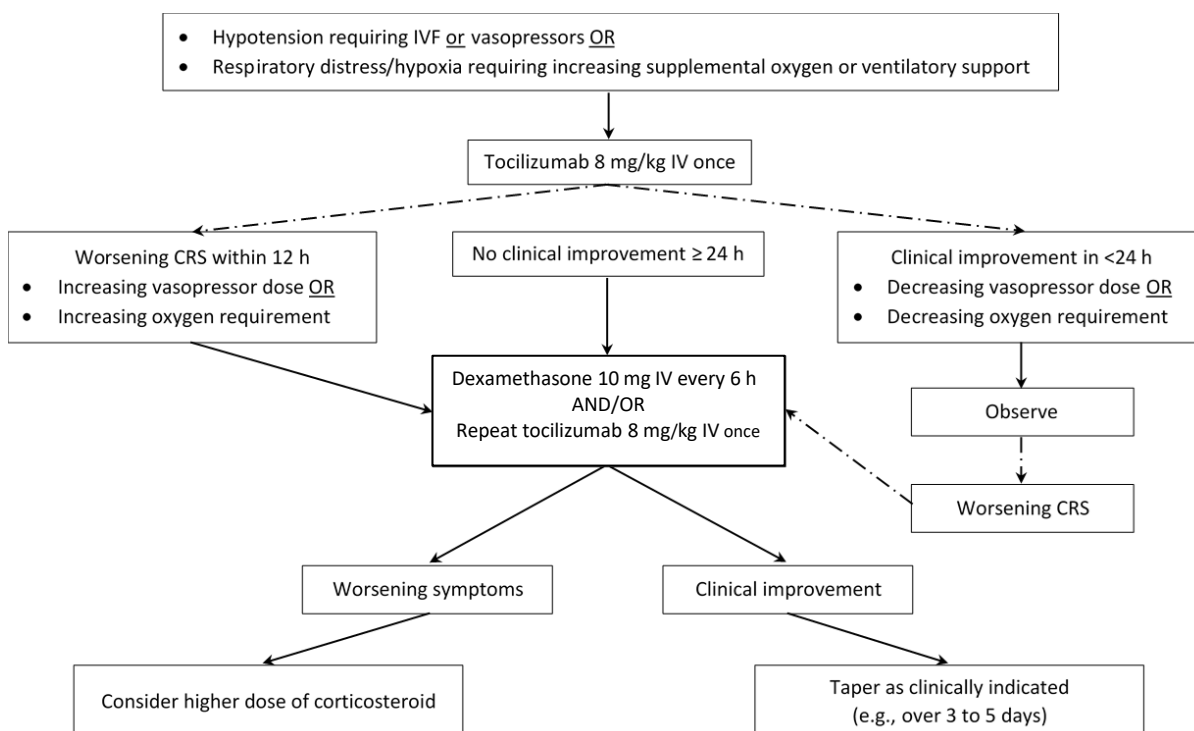 • Hypotension requiring IVF or vasopressors OR
• Respiratory distress/hypoxia requiring increasing supplemental oxygen or ventilatory support
Tocilizumab 8 mg/kg IV once
Worsening CRS within 12 h
• Increasing vasopressor dose OR
• Increasing oxygen requirement
No clinical improvement ≥ 24 h
Clinical improvement in <24 h
• Decreasing vasopressor dose OR
• Decreasing oxygen requirement
Dexamethasone 10 mg IV every 6 h
AND/OR
Repeat tocilizumab 8 mg/kg IV once
Observe
Worsening CRS
Worsening symptoms
Clinical improvement
Consider higher dose of corticosteroid
Taper as clinically indicated
(e.g., over 3 to 5 days)